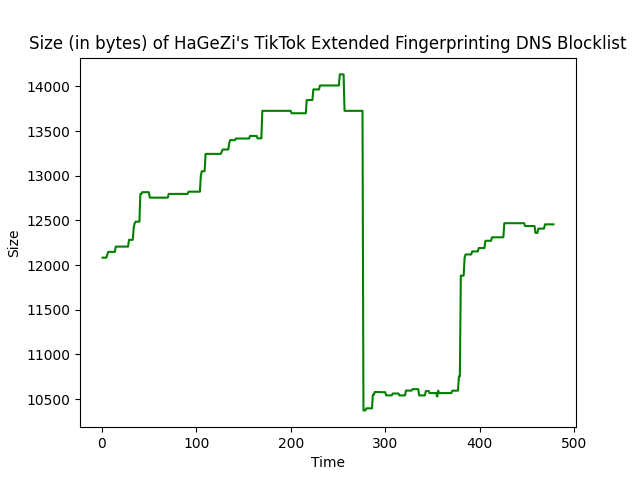 Size (in bytes) of HaGeZi's TikTok Extended Fingerprinting DNS Blocklist
14000
13500
13000
12500
12000
11500
11000
10500
Size
0 100 200 300 400 500
Time